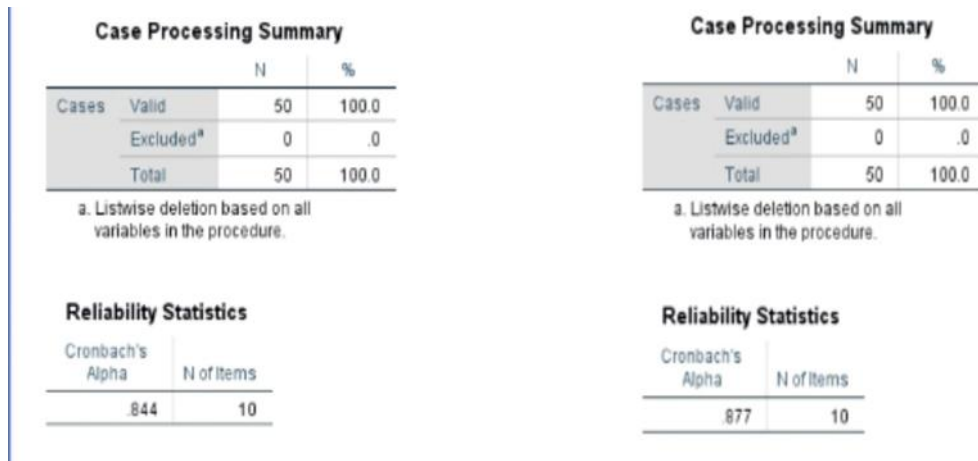 Case Processing Summary
N %
Cases Valid 50 100.0
Excludedᵃ 0 .0
Total 50 100.0
a. Listwise deletion based on all
variables in the procedure.
Reliability Statistics
Cronbach's
Alpha N of Items
.844 10
Case Processing Summary
N %
Cases Valid 50 100.0
Excludedᵃ 0 .0
Total 50 100.0
a. Listwise deletion based on all
variables in the procedure.
Reliability Statistics
Cronbach's
Alpha N of Items
.877 10